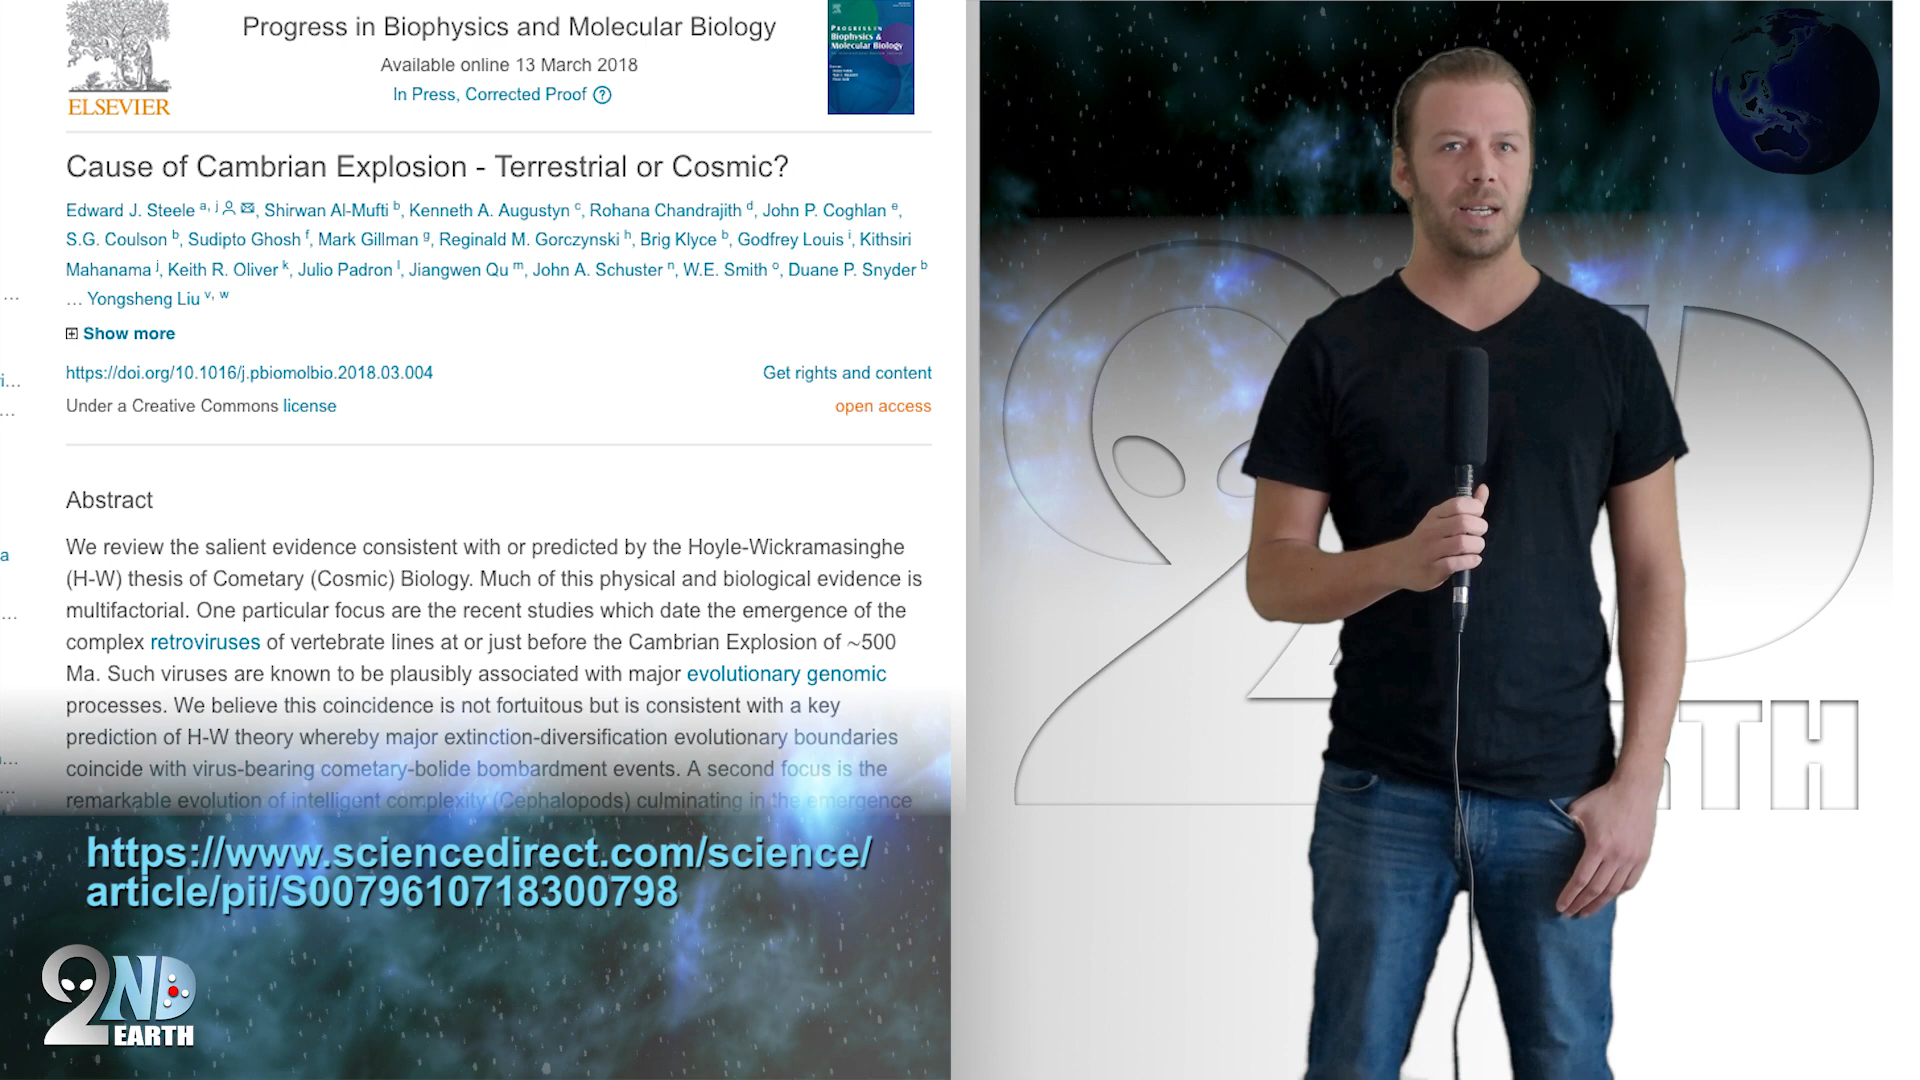 ELSEVIER
Progress in Biophysics and Molecular Biology
Available online 13 March 2018
In Press, Corrected Proof ?
PROGRESS IN
Biophysics &
Molecular Biology
Cause of Cambrian Explosion - Terrestrial or Cosmic?
Edward J. Steele a, j, Shirwan Al-Mufti b, Kenneth A. Augustyn c, Rohana Chandrajith d, John P. Coghlan e,
S.G. Coulson b, Sudipto Ghosh f, Mark Gillman g, Reginald M. Gorczynski h, Brig Klyce b, Godfrey Louis i, Kithsiri
Mahanama j, Keith R. Oliver k, Julio Padron l, Jiangwen Qu m, John A. Schuster n, W.E. Smith o, Duane P. Snyder b
… Yongsheng Liu v, w
Show more
https://doi.org/10.1016/j.pbiomolbio.2018.03.004
Get rights and content
Under a Creative Commons license
open access
Abstract
We review the salient evidence consistent with or predicted by the Hoyle-Wickramasinghe
(H-W) thesis of Cometary (Cosmic) Biology. Much of this physical and biological evidence is
multifactorial. One particular focus are the recent studies which date the emergence of the
complex retroviruses of vertebrate lines at or just before the Cambrian Explosion of ~500
Ma. Such viruses are known to be plausibly associated with major evolutionary genomic
processes. We believe this coincidence is not fortuitous but is consistent with a key
prediction of H-W theory whereby major extinction-diversification evolutionary boundaries
coincide with virus-bearing cometary-bolide bombardment events. A second focus is the
remarkable evolution of intelligent complexity (Cephalopods) culminating in the emergence
https://www.sciencedirect.com/science/
article/pii/S0079610718300798
2ND
EARTH
2 D
TH